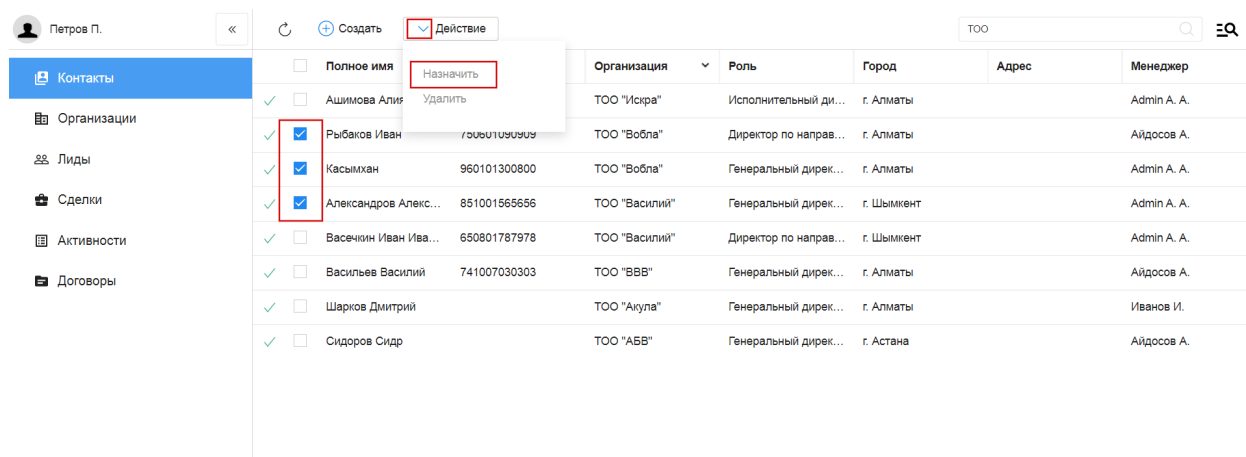 Петров П.
«
Создать
Действие
ТОО
Контакты
Организации
Лиды
Сделки
Активности
Договоры
Назначить
Удалить
Полное имя Организация Роль Город Адрес Менеджер
Ашимова Алия ТОО "Искра" Исполнительный ди... г. Алматы Admin A. A.
Рыбаков Иван 750601090909 ТОО "Вобла" Директор по направ... г. Алматы Айдосов А.
Касымхан 960101300800 ТОО "Вобла" Генеральный дирек... г. Алматы Admin A. A.
Александров Алекс... 851001565656 ТОО "Василий" Генеральный дирек... г. Шымкент Admin A. A.
Васечкин Иван Ива... 650801787978 ТОО "Василий" Директор по направ... г. Шымкент Admin A. A.
Васильев Василий 741007030303 ТОО "ВВВ" Генеральный дирек... г. Алматы Айдосов А.
Шарков Дмитрий ТОО "Акула" Генеральный дирек... г. Алматы Иванов И.
Сидоров Сидр ТОО "АБВ" Генеральный дирек... г. Астана Айдосов А.